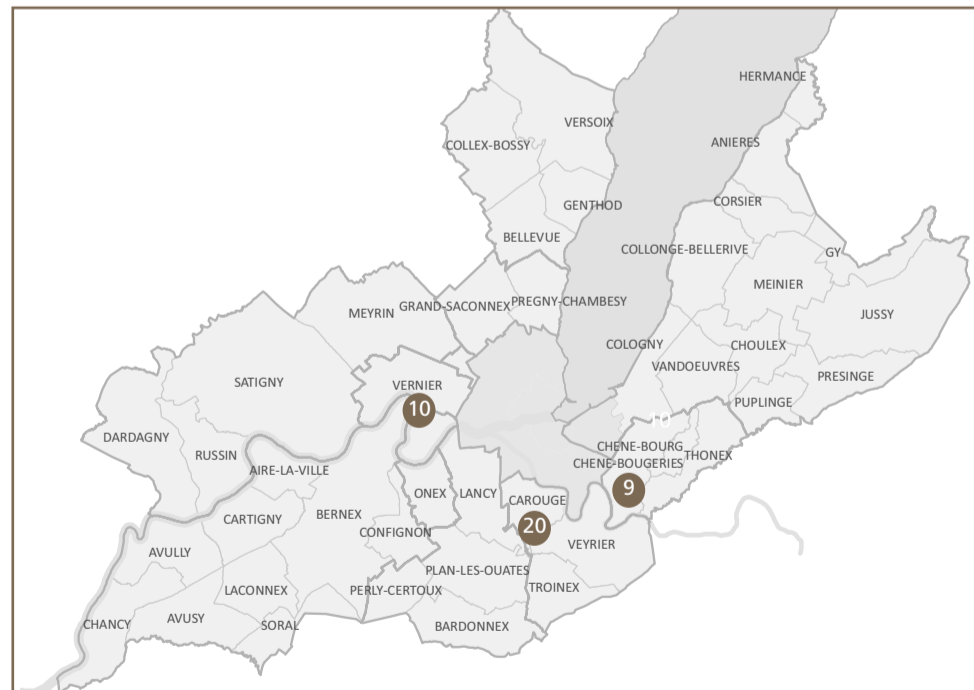 HERMANCE
VERSOIX
ANIERES
COLLEX-BOSSY
CORSIER
GENTHOD
BELLEVUE
COLLONGE-BELLERIVE
GY
MEINIER
MEYRIN
GRAND-SACONNEX
PREGNY-CHAMBESY
JUSSY
COLOGNY
CHOULEX
VANDOEUVRES
SATIGNY
VERNIER
PRESINGE
10
PUPLINGE
10
DARDAGNY
RUSSIN
CHENE-BOURG
THONEX
CHENE-BOUGERIES
AIRE-LA-VILLE
9
ONEX
LANCY
CAROUGE
CARTIGNY
BERNEX
20
CONFIGNON
VEYRIER
AVULLY
PLAN-LES-OUATES
LACONNEX
PERLY-CERTOUX
TROINEX
CHANCY
AVUSY
SORAL
BARDONNEX